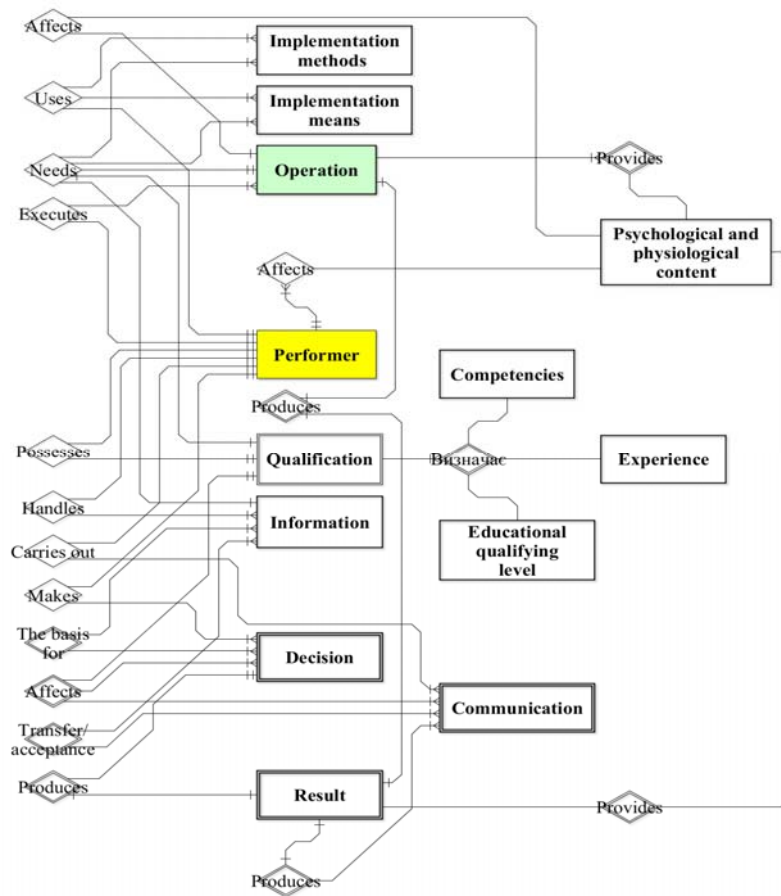 Affects
Implementation
methods
Uses
Implementation
means
Operation
Provides
Needs
Executes
Psychological and
physiological
content
Affects
Performer
Competencies
Produces
Possesses
Qualification
Визначає
Experience
Handles
Information
Carries out
Educational
qualifying
level
Makes
The basis
for
Decision
Affects
Communication
Transfer/
acceptance
Produces
Result
Provides
Produces